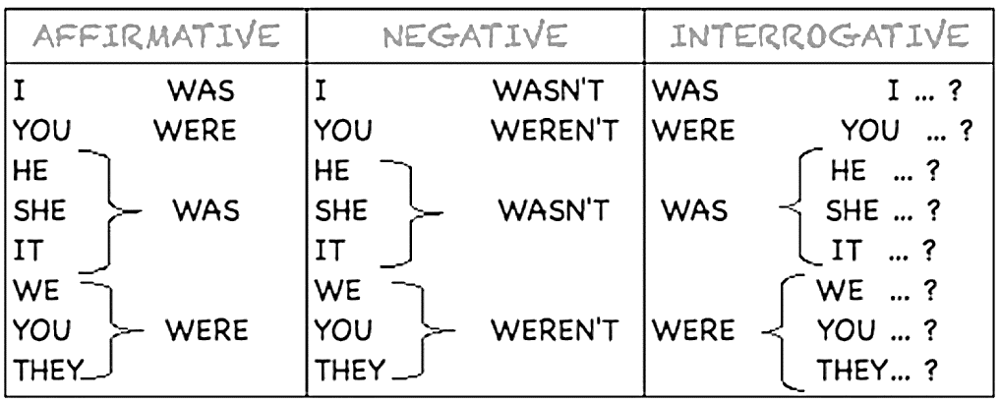 AFFIRMATIVE NEGATIVE INTERROGATIVE
I WAS I WASN'T WAS I ... ?
YOU WERE YOU WEREN'T WERE YOU ... ?
HE HE HE ... ?
SHE WAS SHE WASN'T WAS SHE ... ?
IT IT IT ... ?
WE WE WE ... ?
YOU WERE YOU WEREN'T WERE YOU ... ?
THEY THEY THEY... ?